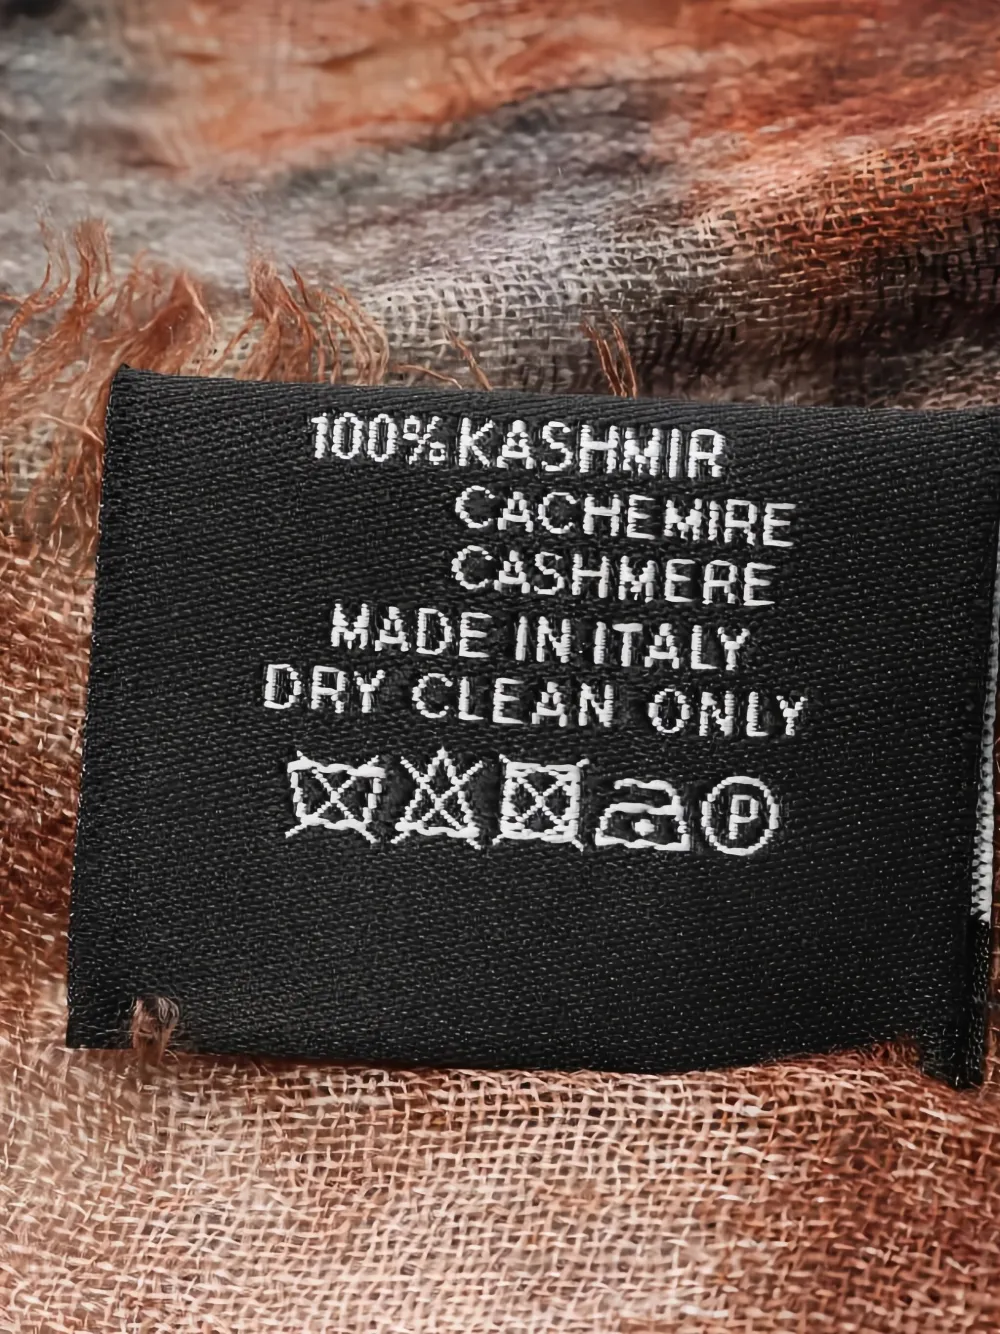 100% KASHMIR
CACHEMIRE
CASHMERE
MADE IN ITALY
DRY CLEAN ONLY
P